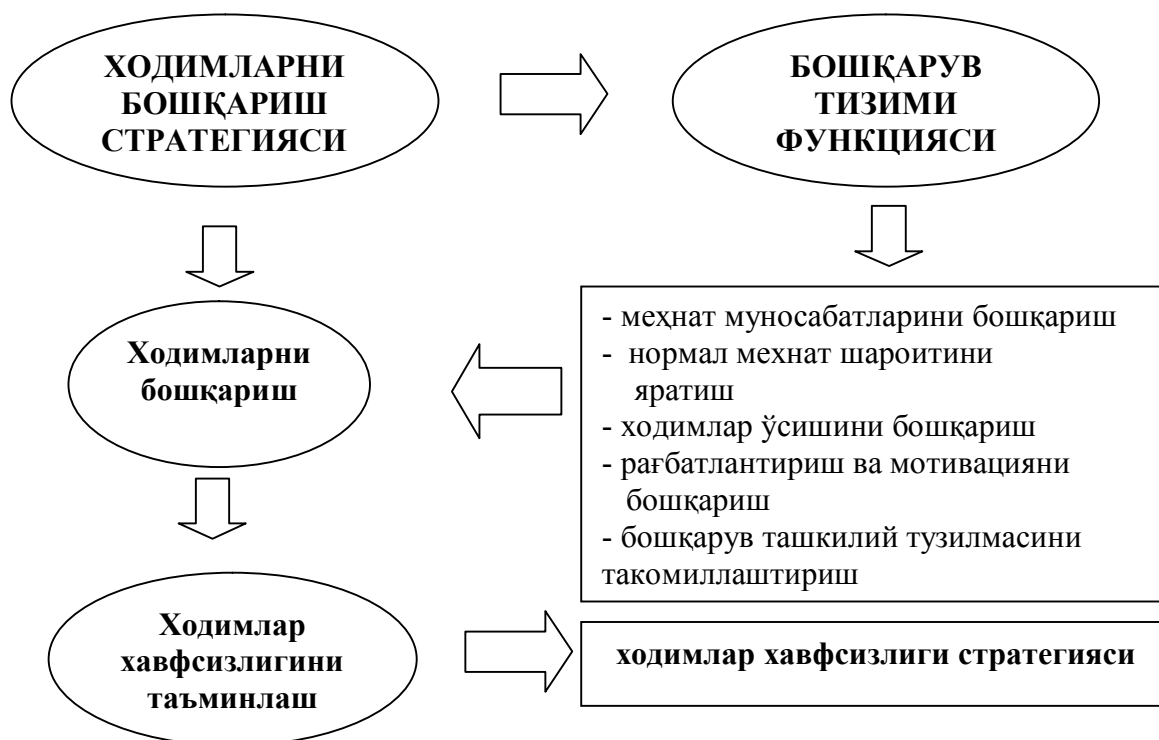 ХОДИМЛАРНИ
БОШҚАРИШ
СТРАТЕГИЯСИ
БОШҚАРУВ
ТИЗИМИ
ФУНКЦИЯСИ
Ходимларни
бошқариш
- меҳнат муносабатларини бошқариш
- нормал мехнат шароитини
яратиш
- ходимлар ўсишини бошқариш
- рағбатлантириш ва мотивацияни
бошқариш
- бошқарув ташкилий тузилмасини
такомиллаштириш
Ходимлар
хавфсизлигини
таъминлаш
ходимлар хавфсизлиги стратегияси